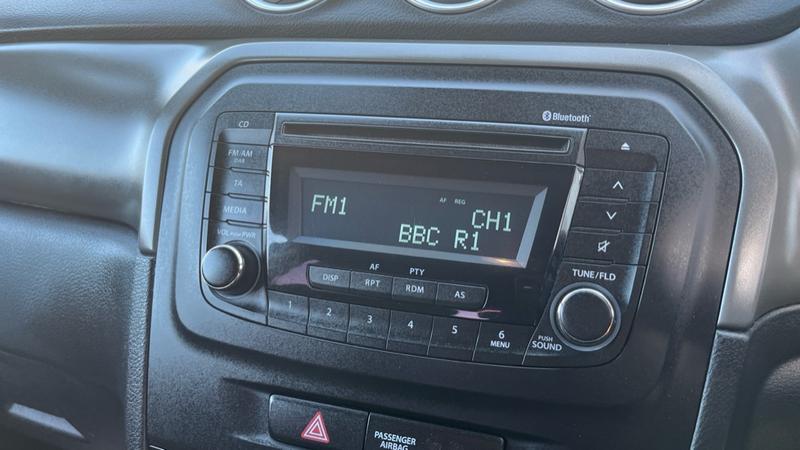 Bluetooth
CD
FM/AM
DAB
TA
MEDIA
VOL PUSH PWR
FM1
AF REG
CH1
BBC R1
AF PTY
DISP RPT RDM AS
1 2 3 4 5 6
MENU
TUNE/FLD
PUSH
SOUND
PASSENGER
AIRBAG